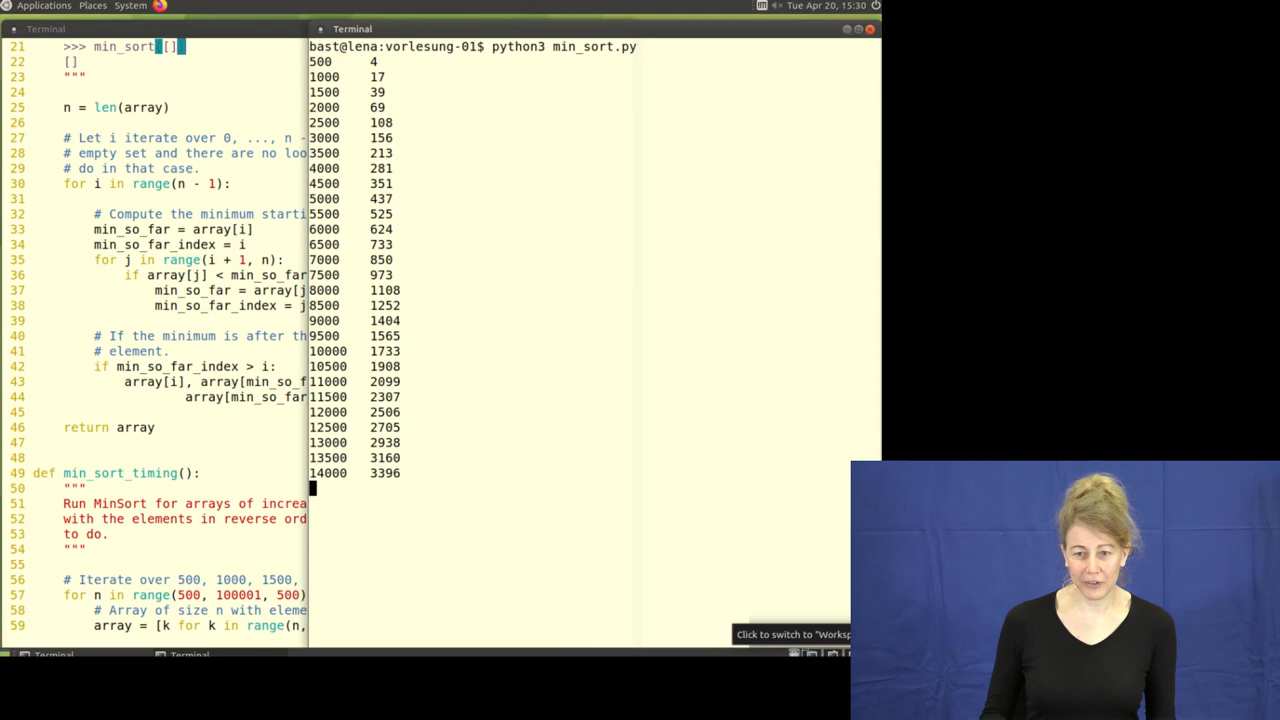 Applications Places System
Tue Apr 20, 15:30
Terminal
21 >>> min_sort([])
22 []
23 """
24
25 n = len(array)
26
27 # Let i iterate over 0, ..., n -
28 # empty set and there are no loo
29 # do in that case.
30 for i in range(n - 1):
31
32 # Compute the minimum starti
33 min_so_far = array[i]
34 min_so_far_index = i
35 for j in range(i + 1, n):
36 if array[j] < min_so_far
37 min_so_far = array[j
38 min_so_far_index = j
39
40 # If the minimum is after th
41 # element.
42 if min_so_far_index > i:
43 array[i], array[min_so_f
44 array[min_so_far
45
46 return array
47
48
49 def min_sort_timing():
50 """
51 Run MinSort for arrays of increa
52 with the elements in reverse ord
53 to do.
54 """
55
56 # Iterate over 500, 1000, 1500,
57 for n in range(500, 100001, 500)
58 # Array of size n with eleme
59 array = [k for k in range(n,
Terminal
bast@lena:vorlesung-01$ python3 min_sort.py
500 4
1000 17
1500 39
2000 69
2500 108
3000 156
3500 213
4000 281
4500 351
5000 437
5500 525
6000 624
6500 733
7000 850
7500 973
8000 1108
8500 1252
9000 1404
9500 1565
10000 1733
10500 1908
11000 2099
11500 2307
12000 2506
12500 2705
13000 2938
13500 3160
14000 3396
Click to switch to "Worksp
Terminal
Terminal